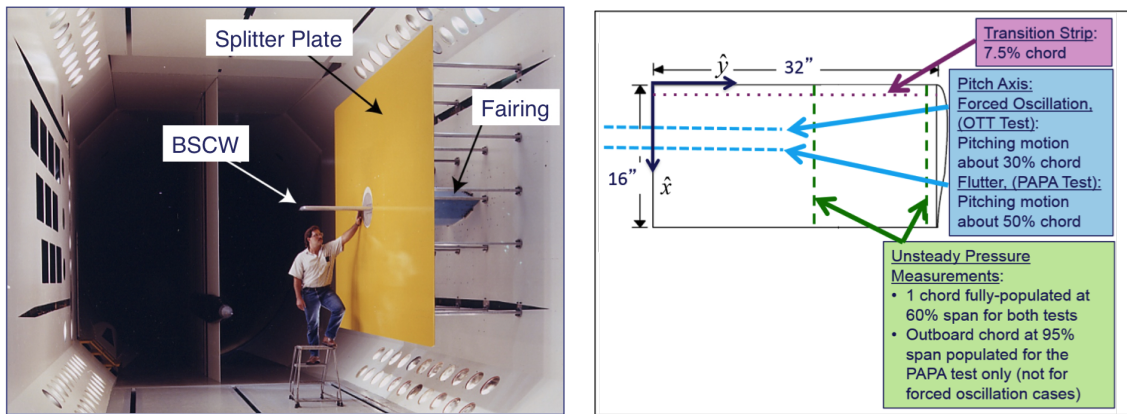 Splitter Plate
Fairing
BSCW
Transition Strip:
7.5% chord
32”
ŷ
16”
x̂
Pitch Axis:
Forced Oscillation,
(OTT Test):
Pitching motion
about 30% chord
Flutter, (PAPA Test):
Pitching motion
about 50% chord
Unsteady Pressure
Measurements:
• 1 chord fully-populated at
60% span for both tests
• Outboard chord at 95%
span populated for the
PAPA test only (not for
forced oscillation cases)